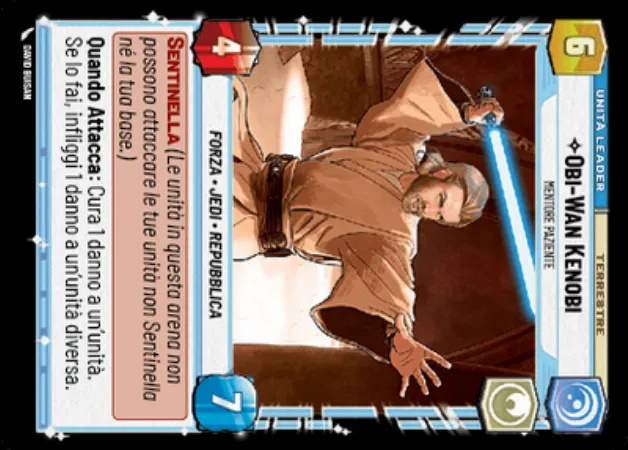 6
UNITÀ LEADER
TERRESTRE
OBI-WAN KENOBI
MENTORE PAZIENTE
4
7
FORZA • JEDI • REPUBBLICA
SENTINELLA (Le unità in questa arena non
possono attaccare le tue unità non Sentinella
né la tua base.)
Quando Attacca: Cura 1 danno a un'unità.
Se lo fai, infliggi 1 danno a un'unità diversa.
DAVID BUISAN